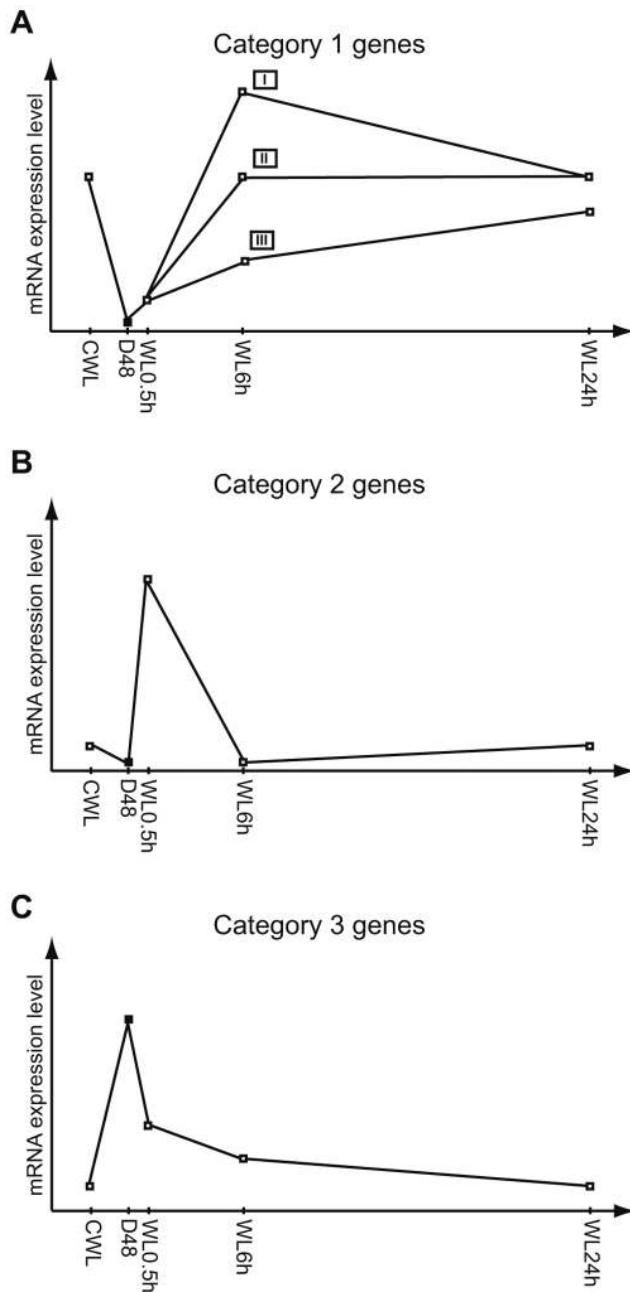 A
Category 1 genes
mRNA expression level
I
II
III
CWL
D48
WL0.5h
WL6h
WL24h
B
Category 2 genes
mRNA expression level
CWL
D48
WL0.5h
WL6h
WL24h
C
Category 3 genes
mRNA expression level
CWL
D48
WL0.5h
WL6h
WL24h